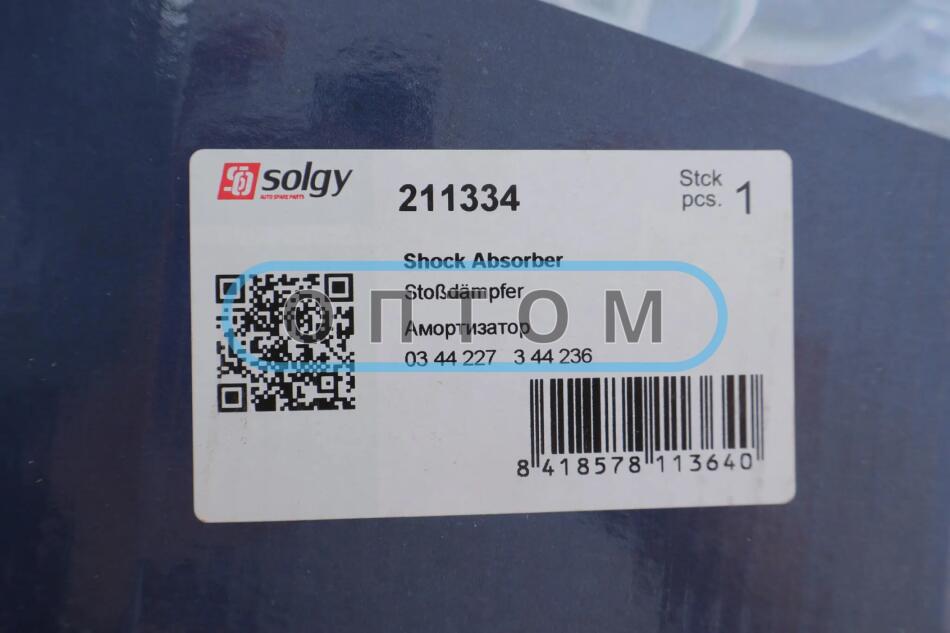 solgy
AUTO SPARE PARTS
211334
Stck
pcs. 1
Shock Absorber
Stoßdämpfer
Амортизатор
03 44 227 3 44 236
ОПТОМ
8 418578 113640